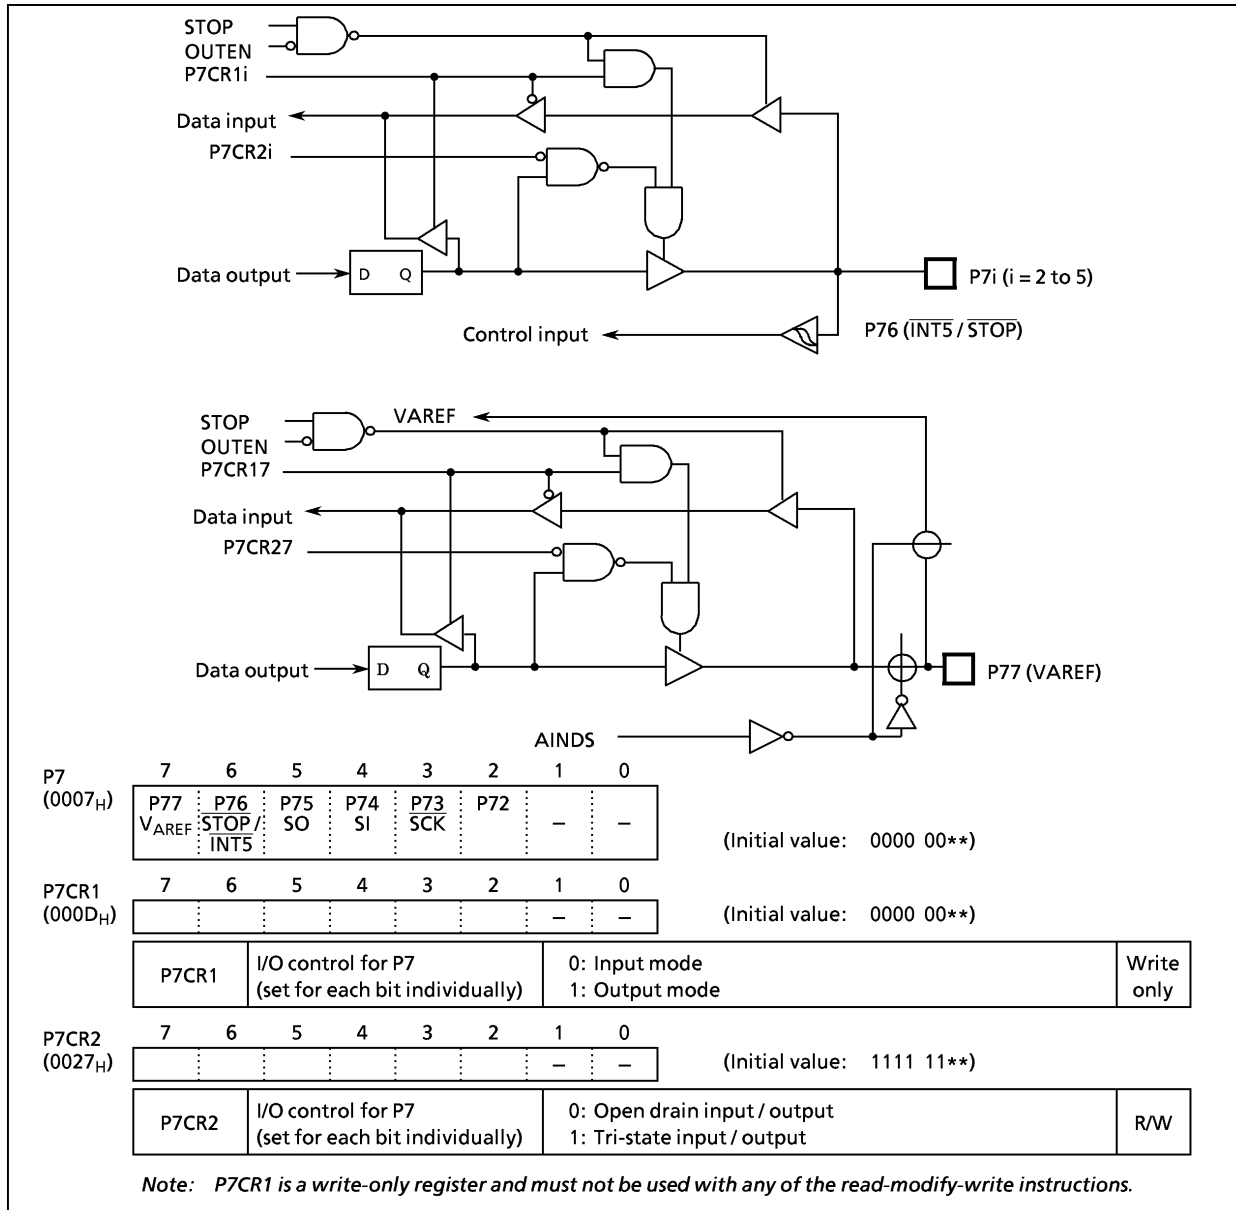 STOP
OUTEN
P7CR1i
Data input
P7CR2i
Data output
D Q
P7i (i = 2 to 5)
Control input
P76 (INT5 / STOP)
STOP
VAREF
OUTEN
P7CR17
Data input
P7CR27
Data output
D Q
P77 (VAREF)
AINDS
P7 (0007H)
7 6 5 4 3 2 1 0
P77 VAREF
P76 STOP / INT5
P75 SO
P74 SI
P73 SCK
P72
– –
(Initial value: 0000 00**)
P7CR1 (000DH)
7 6 5 4 3 2 1 0
– –
(Initial value: 0000 00**)
P7CR1
I/O control for P7
(set for each bit individually)
0: Input mode
1: Output mode
Write only
P7CR2 (0027H)
7 6 5 4 3 2 1 0
– –
(Initial value: 1111 11**)
P7CR2
I/O control for P7
(set for each bit individually)
0: Open drain input / output
1: Tri-state input / output
R/W
Note: P7CR1 is a write-only register and must not be used with any of the read-modify-write instructions.